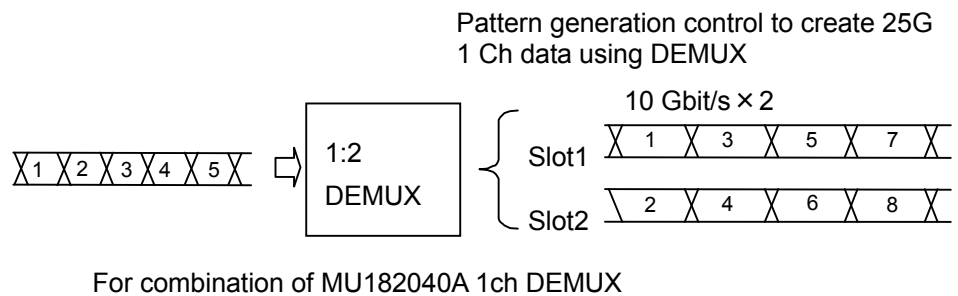 Pattern generation control to create 25G
1 Ch data using DEMUX
10 Gbit/s × 2
1 2 3 4 5
1:2
DEMUX
Slot1
1 3 5 7
Slot2
2 4 6 8
For combination of MU182040A 1ch DEMUX